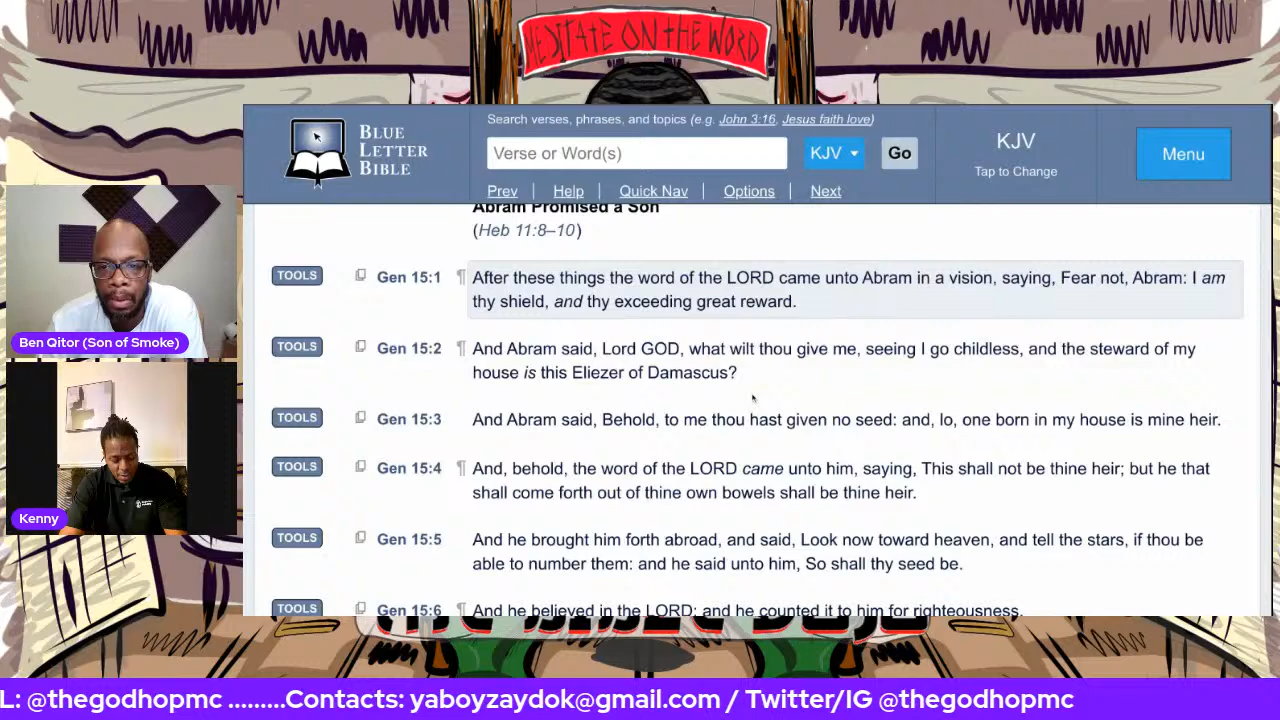 MEDITATE ON THE WORD
BLUE
LETTER
BIBLE
Search verses, phrases, and topics (e.g. John 3:16, Jesus faith love)
Verse or Word(s)
KJV
Go
Prev | Help | Quick Nav | Options | Next
KJV
Tap to Change
Menu
Abram Promised a Son
(Heb 11:8–10)
TOOLS Gen 15:1 ¶ After these things the word of the LORD came unto Abram in a vision, saying, Fear not, Abram: I am
thy shield, and thy exceeding great reward.
TOOLS Gen 15:2 ¶ And Abram said, Lord GOD, what wilt thou give me, seeing I go childless, and the steward of my
house is this Eliezer of Damascus?
TOOLS Gen 15:3 And Abram said, Behold, to me thou hast given no seed: and, lo, one born in my house is mine heir.
TOOLS Gen 15:4 ¶ And, behold, the word of the LORD came unto him, saying, This shall not be thine heir; but he that
shall come forth out of thine own bowels shall be thine heir.
TOOLS Gen 15:5 And he brought him forth abroad, and said, Look now toward heaven, and tell the stars, if thou be
able to number them: and he said unto him, So shall thy seed be.
TOOLS Gen 15:6 ¶ And he believed in the LORD; and he counted it to him for righteousness.
Ben Qitor (Son of Smoke)
Kenny
L: @thegodhopmc .........Contacts: yaboyzaydok@gmail.com / Twitter/IG @thegodhopmc